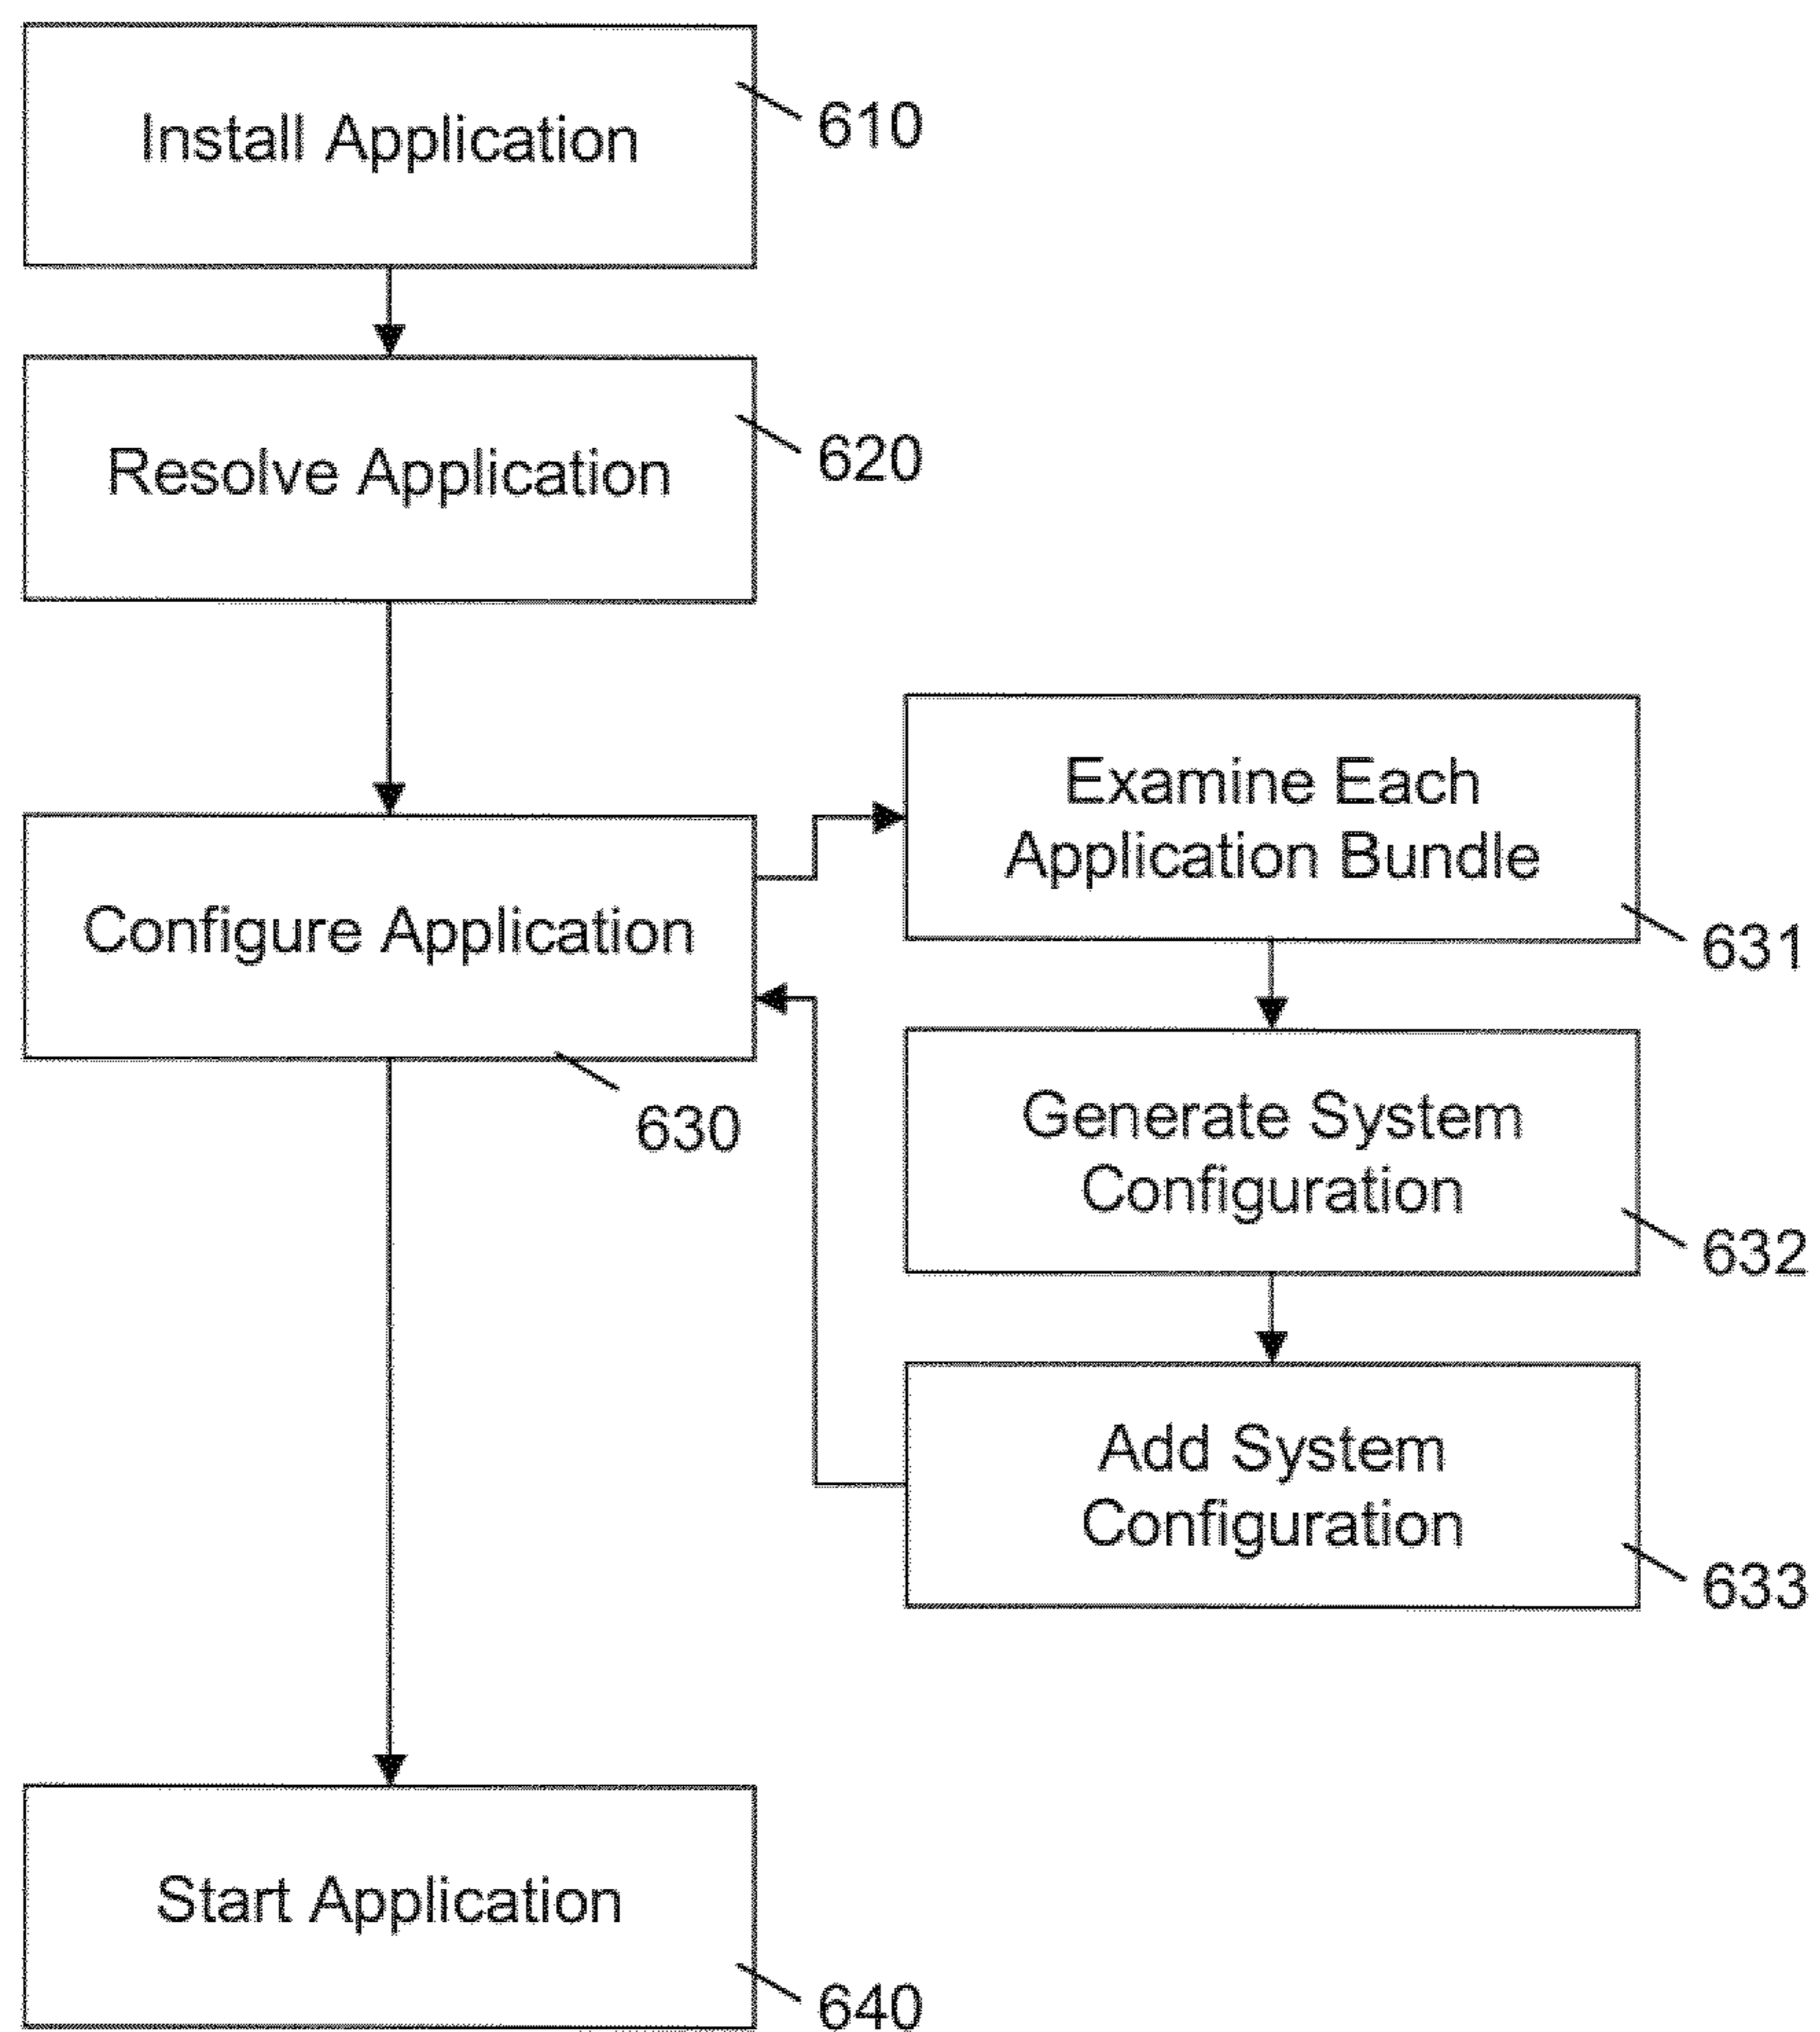 Install Application
610
Resolve Application
620
Configure Application
630
Examine Each
Application Bundle
631
Generate System
Configuration
632
Add System
Configuration
633
Start Application
640